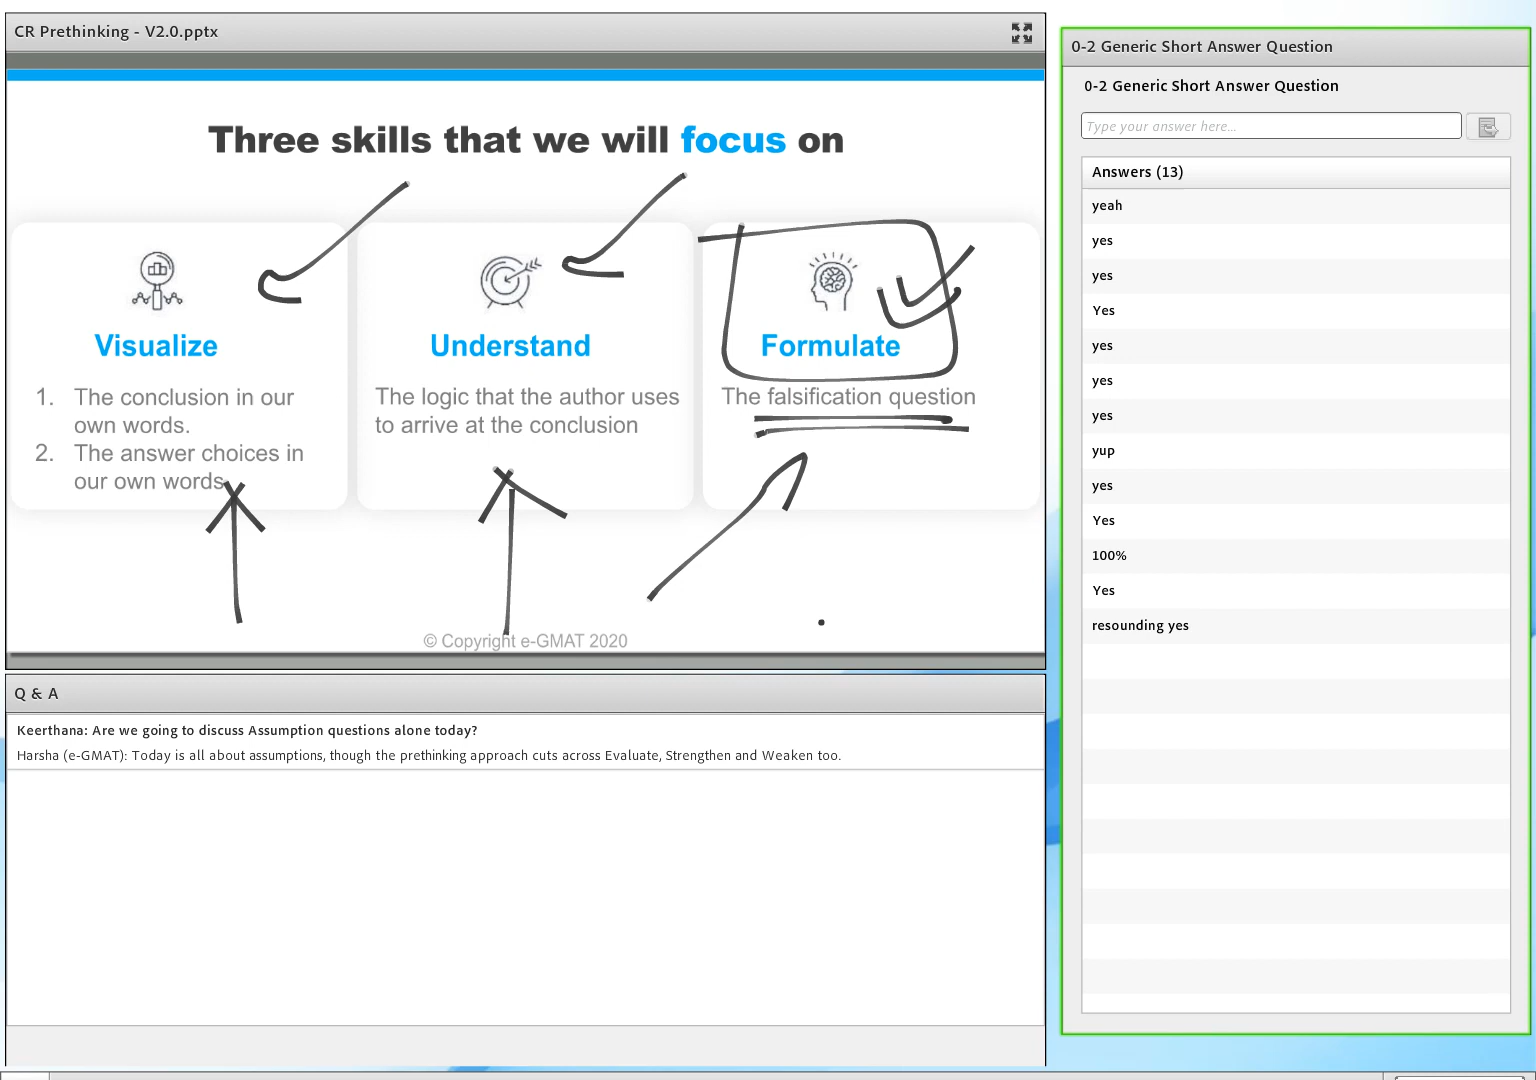 CR Prethinking - V2.0.pptx
Three skills that we will focus on
Visualize
1. The conclusion in our
own words.
2. The answer choices in
our own words.
Understand
The logic that the author uses
to arrive at the conclusion
Formulate
The falsification question
© Copyright e-GMAT 2020
Q & A
Keerthana: Are we going to discuss Assumption questions alone today?
Harsha (e-GMAT): Today is all about assumptions, though the prethinking approach cuts across Evaluate, Strengthen and Weaken too.
0-2 Generic Short Answer Question
0-2 Generic Short Answer Question
Type your answer here...
Answers (13)
yeah
yes
yes
Yes
yes
yes
yes
yup
yes
Yes
100%
Yes
resounding yes